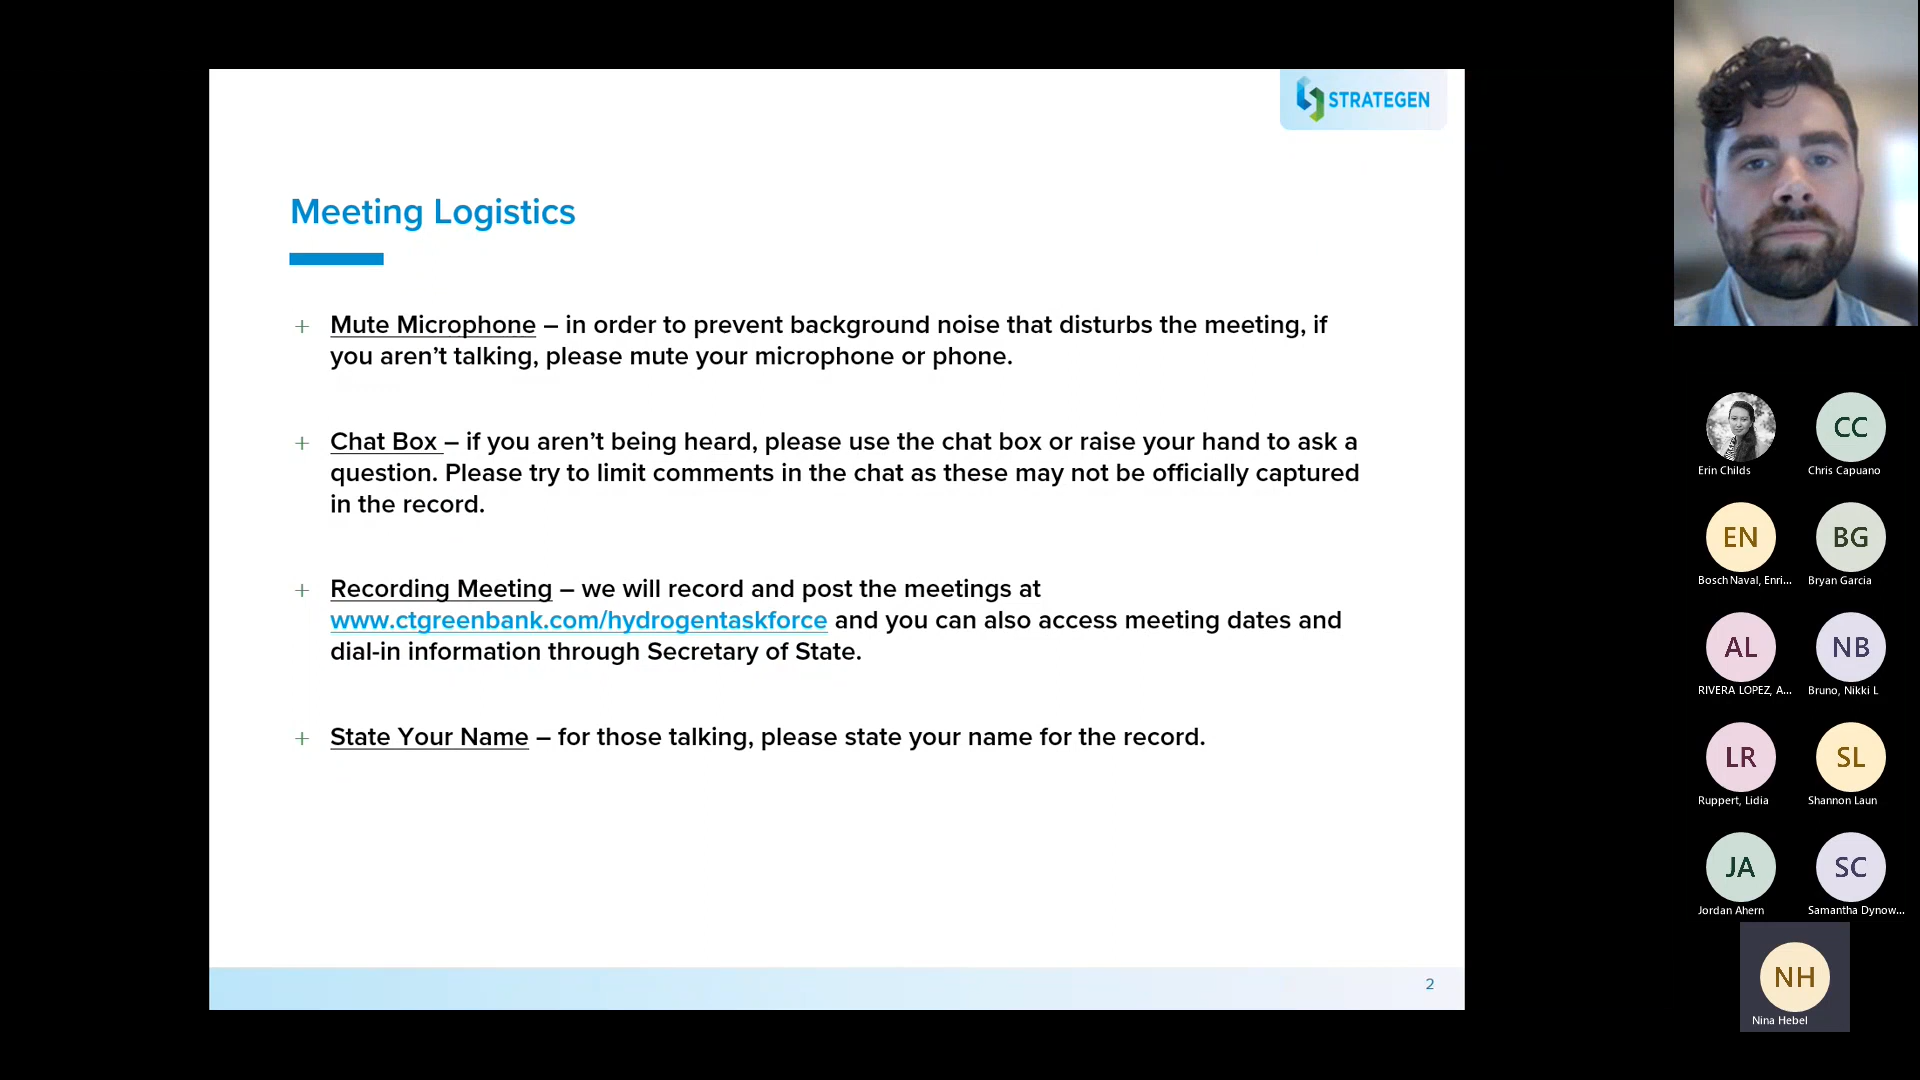 STRATEGEN
Meeting Logistics
+ Mute Microphone – in order to prevent background noise that disturbs the meeting, if
you aren’t talking, please mute your microphone or phone.
+ Chat Box – if you aren’t being heard, please use the chat box or raise your hand to ask a
question. Please try to limit comments in the chat as these may not be officially captured
in the record.
+ Recording Meeting – we will record and post the meetings at
www.ctgreenbank.com/hydrogentaskforce and you can also access meeting dates and
dial-in information through Secretary of State.
+ State Your Name – for those talking, please state your name for the record.
2
Erin Childs
CC
Chris Capuano
EN
Bosch Naval, Enri...
BG
Bryan Garcia
AL
RIVERA LOPEZ, A...
NB
Bruno, Nikki L
LR
Ruppert, Lidia
SL
Shannon Laun
JA
Jordan Ahern
SC
Samantha Dynow...
NH
Nina Hebel